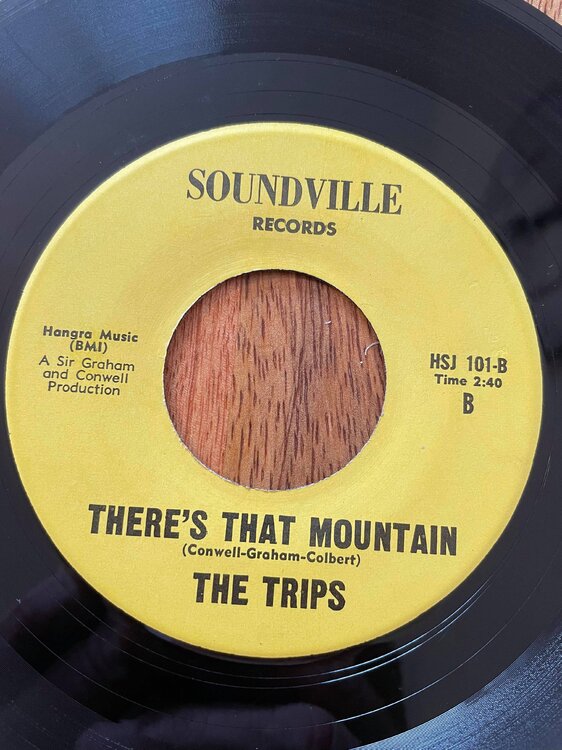 SOUNDVILLE
RECORDS
Hangra Music
(BMI)
A Sir Graham
and Conwell
Production
HSJ 101-B
Time 2:40
B
THERE'S THAT MOUNTAIN
(Conwell-Graham-Colbert)
THE TRIPS